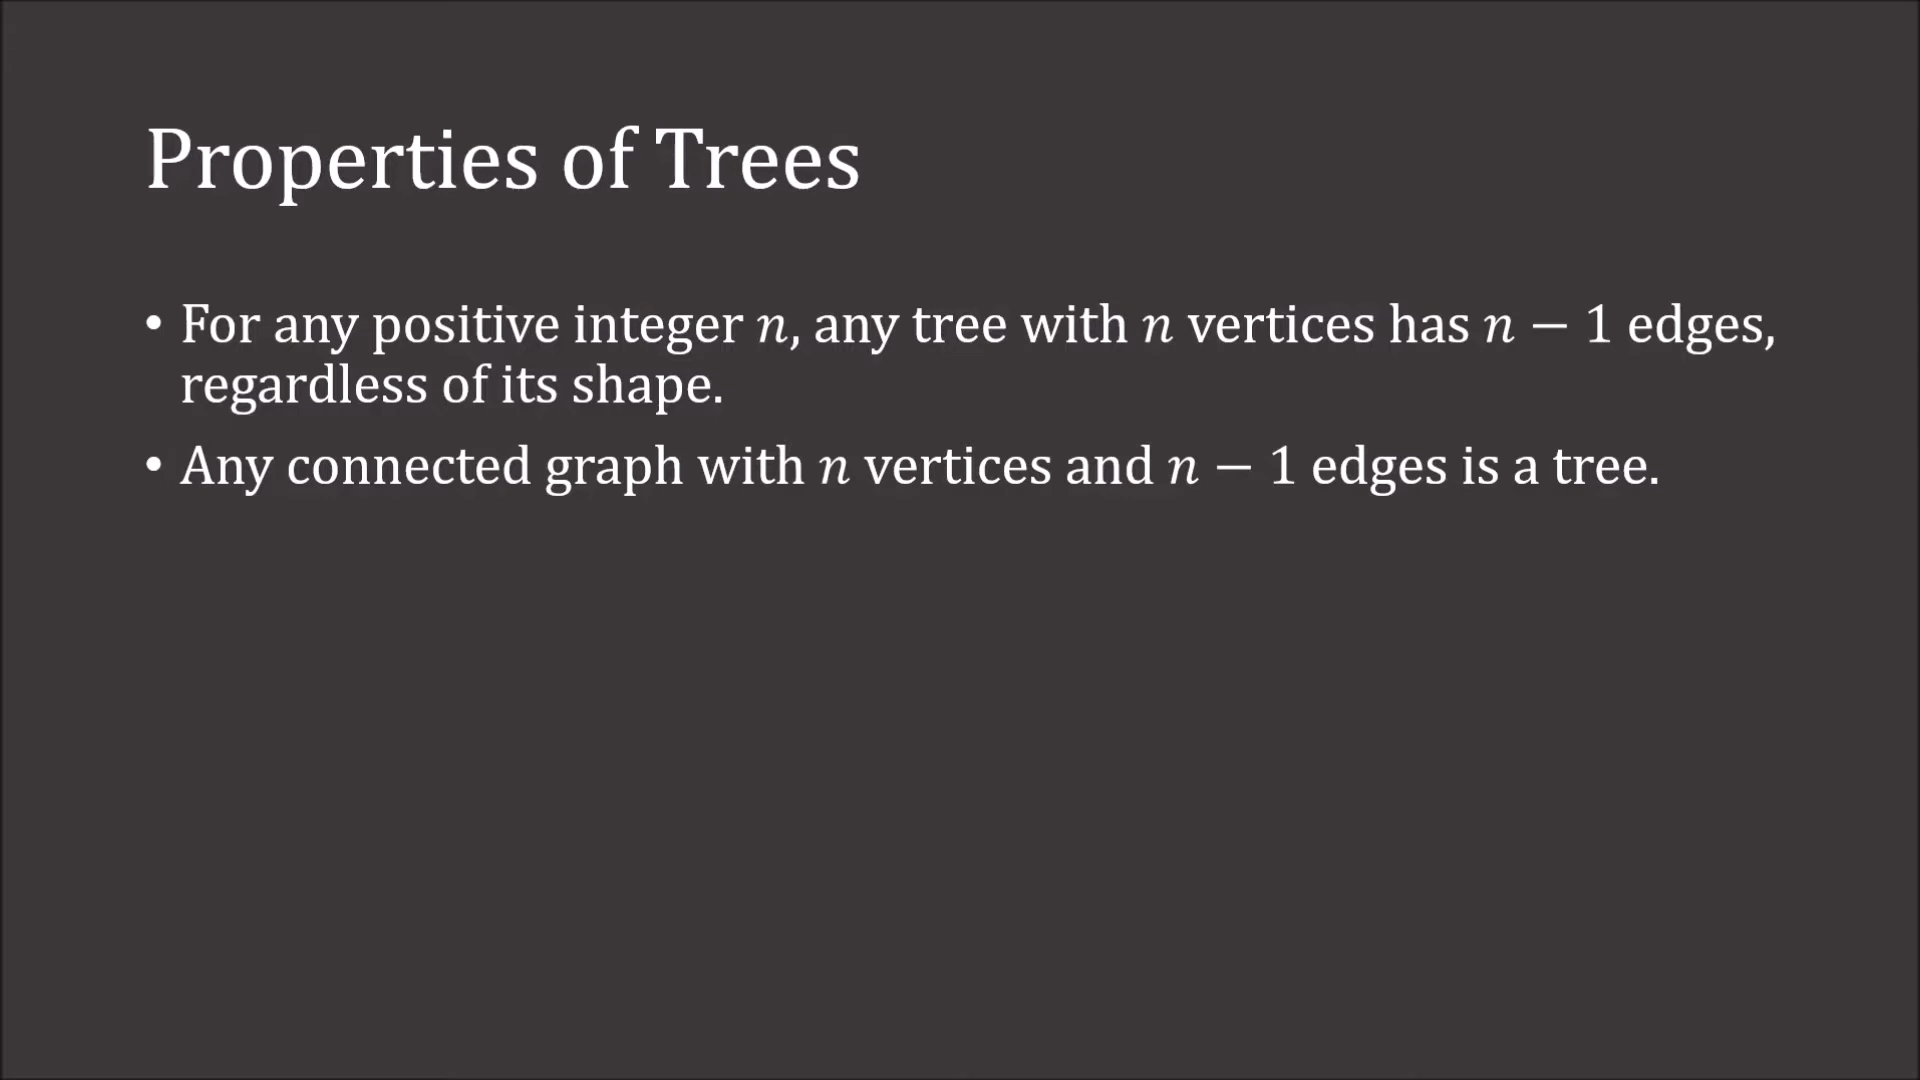 Properties of Trees
• For any positive integer n, any tree with n vertices has n − 1 edges,
regardless of its shape.
• Any connected graph with n vertices and n − 1 edges is a tree.